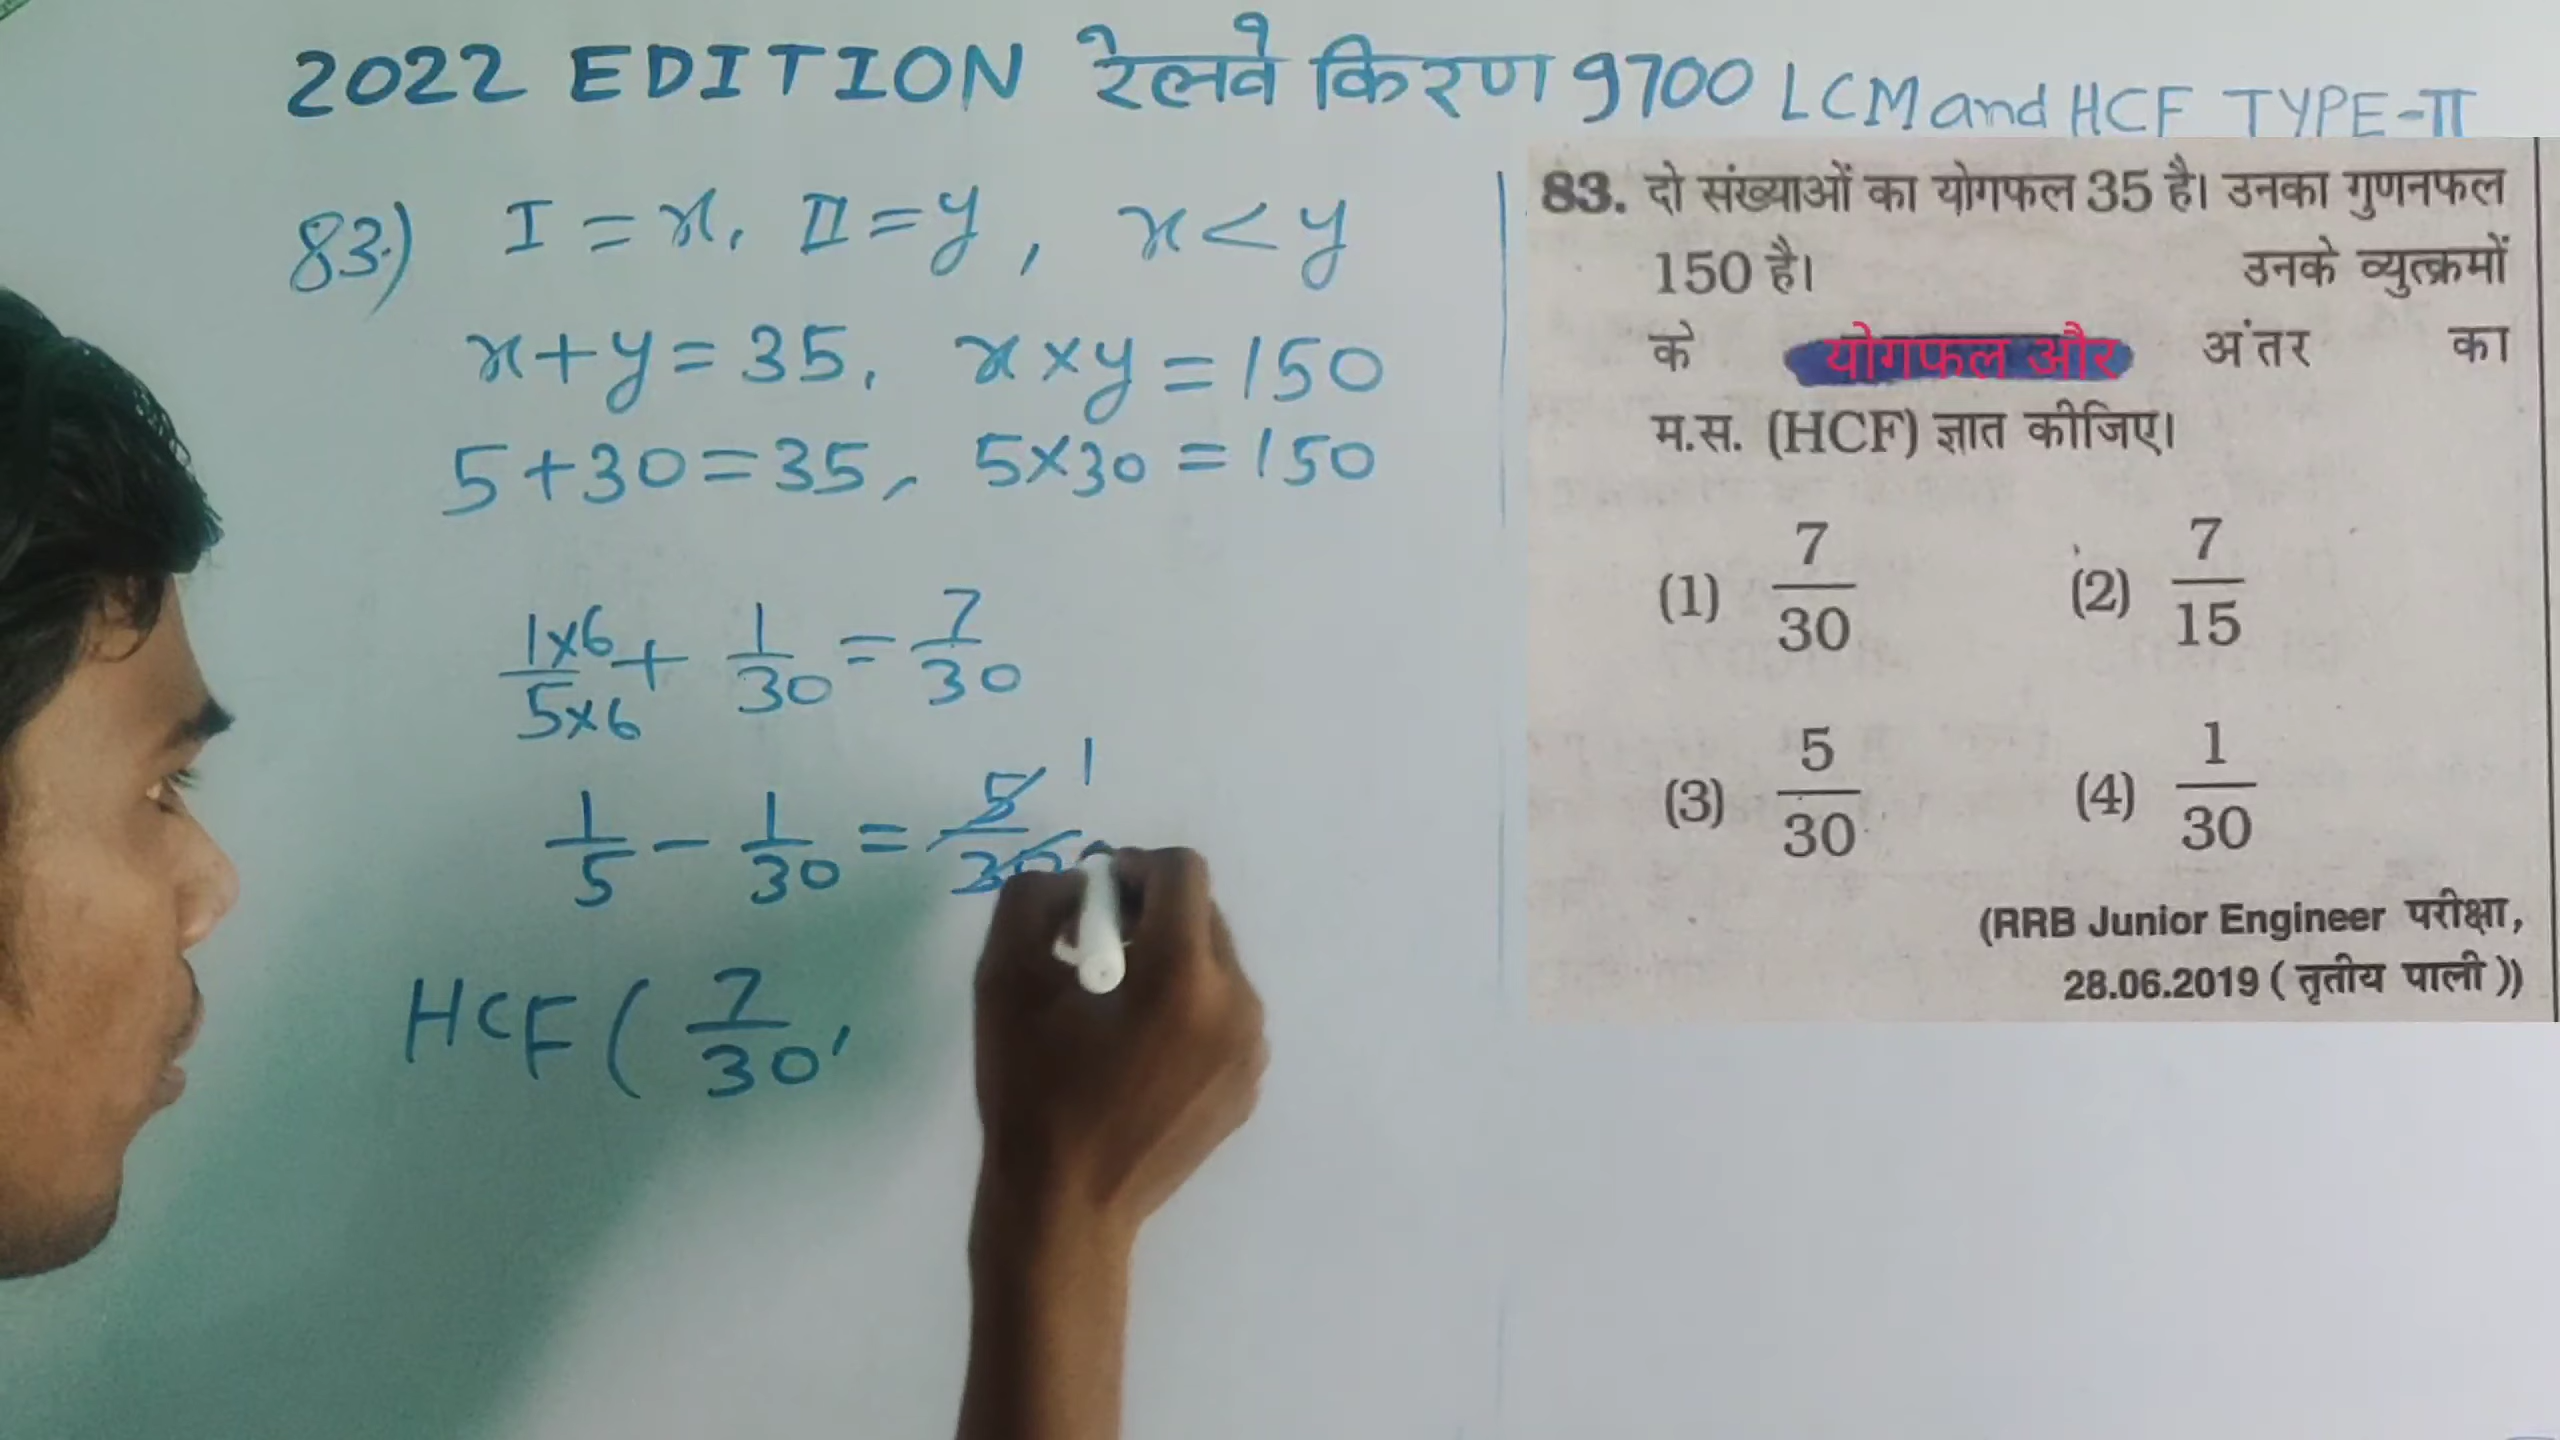 2022 EDITION रेलवे किरण 9700 LCM and HCF TYPE-II
83.) I = x, II = y, x < y
x + y = 35, x × y = 150
5 + 30 = 35, 5 × 30 = 150
1×6/5×6 + 1/30 = 7/30
1/5 - 1/30 = 5/30 1
HCF ( 7/30,
83. दो संख्याओं का योगफल 35 है। उनका गुणनफल
150 है। उनके व्युत्क्रमों
के योगफल और अंतर का
म.स. (HCF) ज्ञात कीजिए।
(1) 7/30 (2) 7/15
(3) 5/30 (4) 1/30
(RRB Junior Engineer परीक्षा,
28.06.2019 ( तृतीय पाली ))